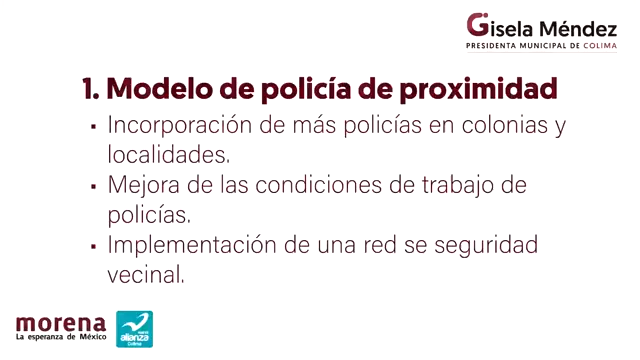 Gisela Méndez
PRESIDENTA MUNICIPAL DE COLIMA
1. Modelo de policía de proximidad
▪ Incorporación de más policías en colonias y
localidades.
▪ Mejora de las condiciones de trabajo de
policías.
▪ Implementación de una red se seguridad
vecinal.
morena
La esperanza de México
nueva
alianza
Colima